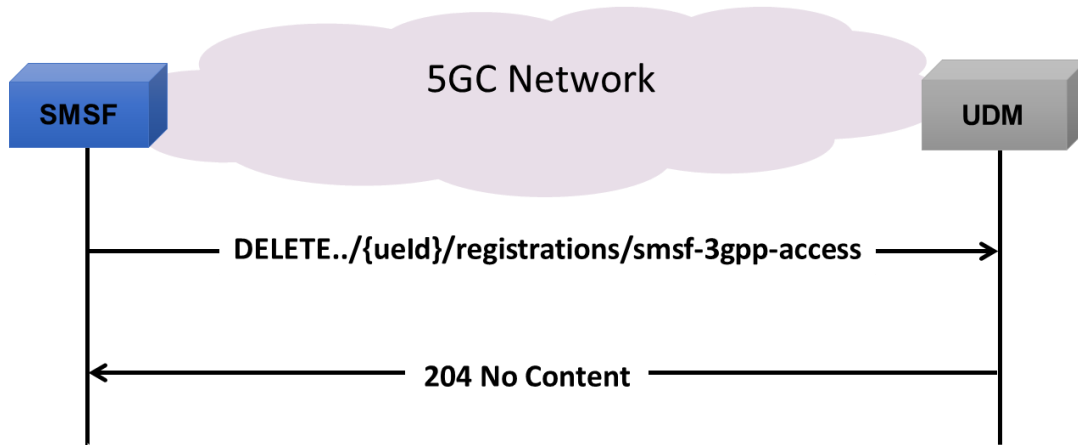 5GC Network
SMSF
UDM
DELETE../{ueId}/registrations/smsf-3gpp-access
204 No Content